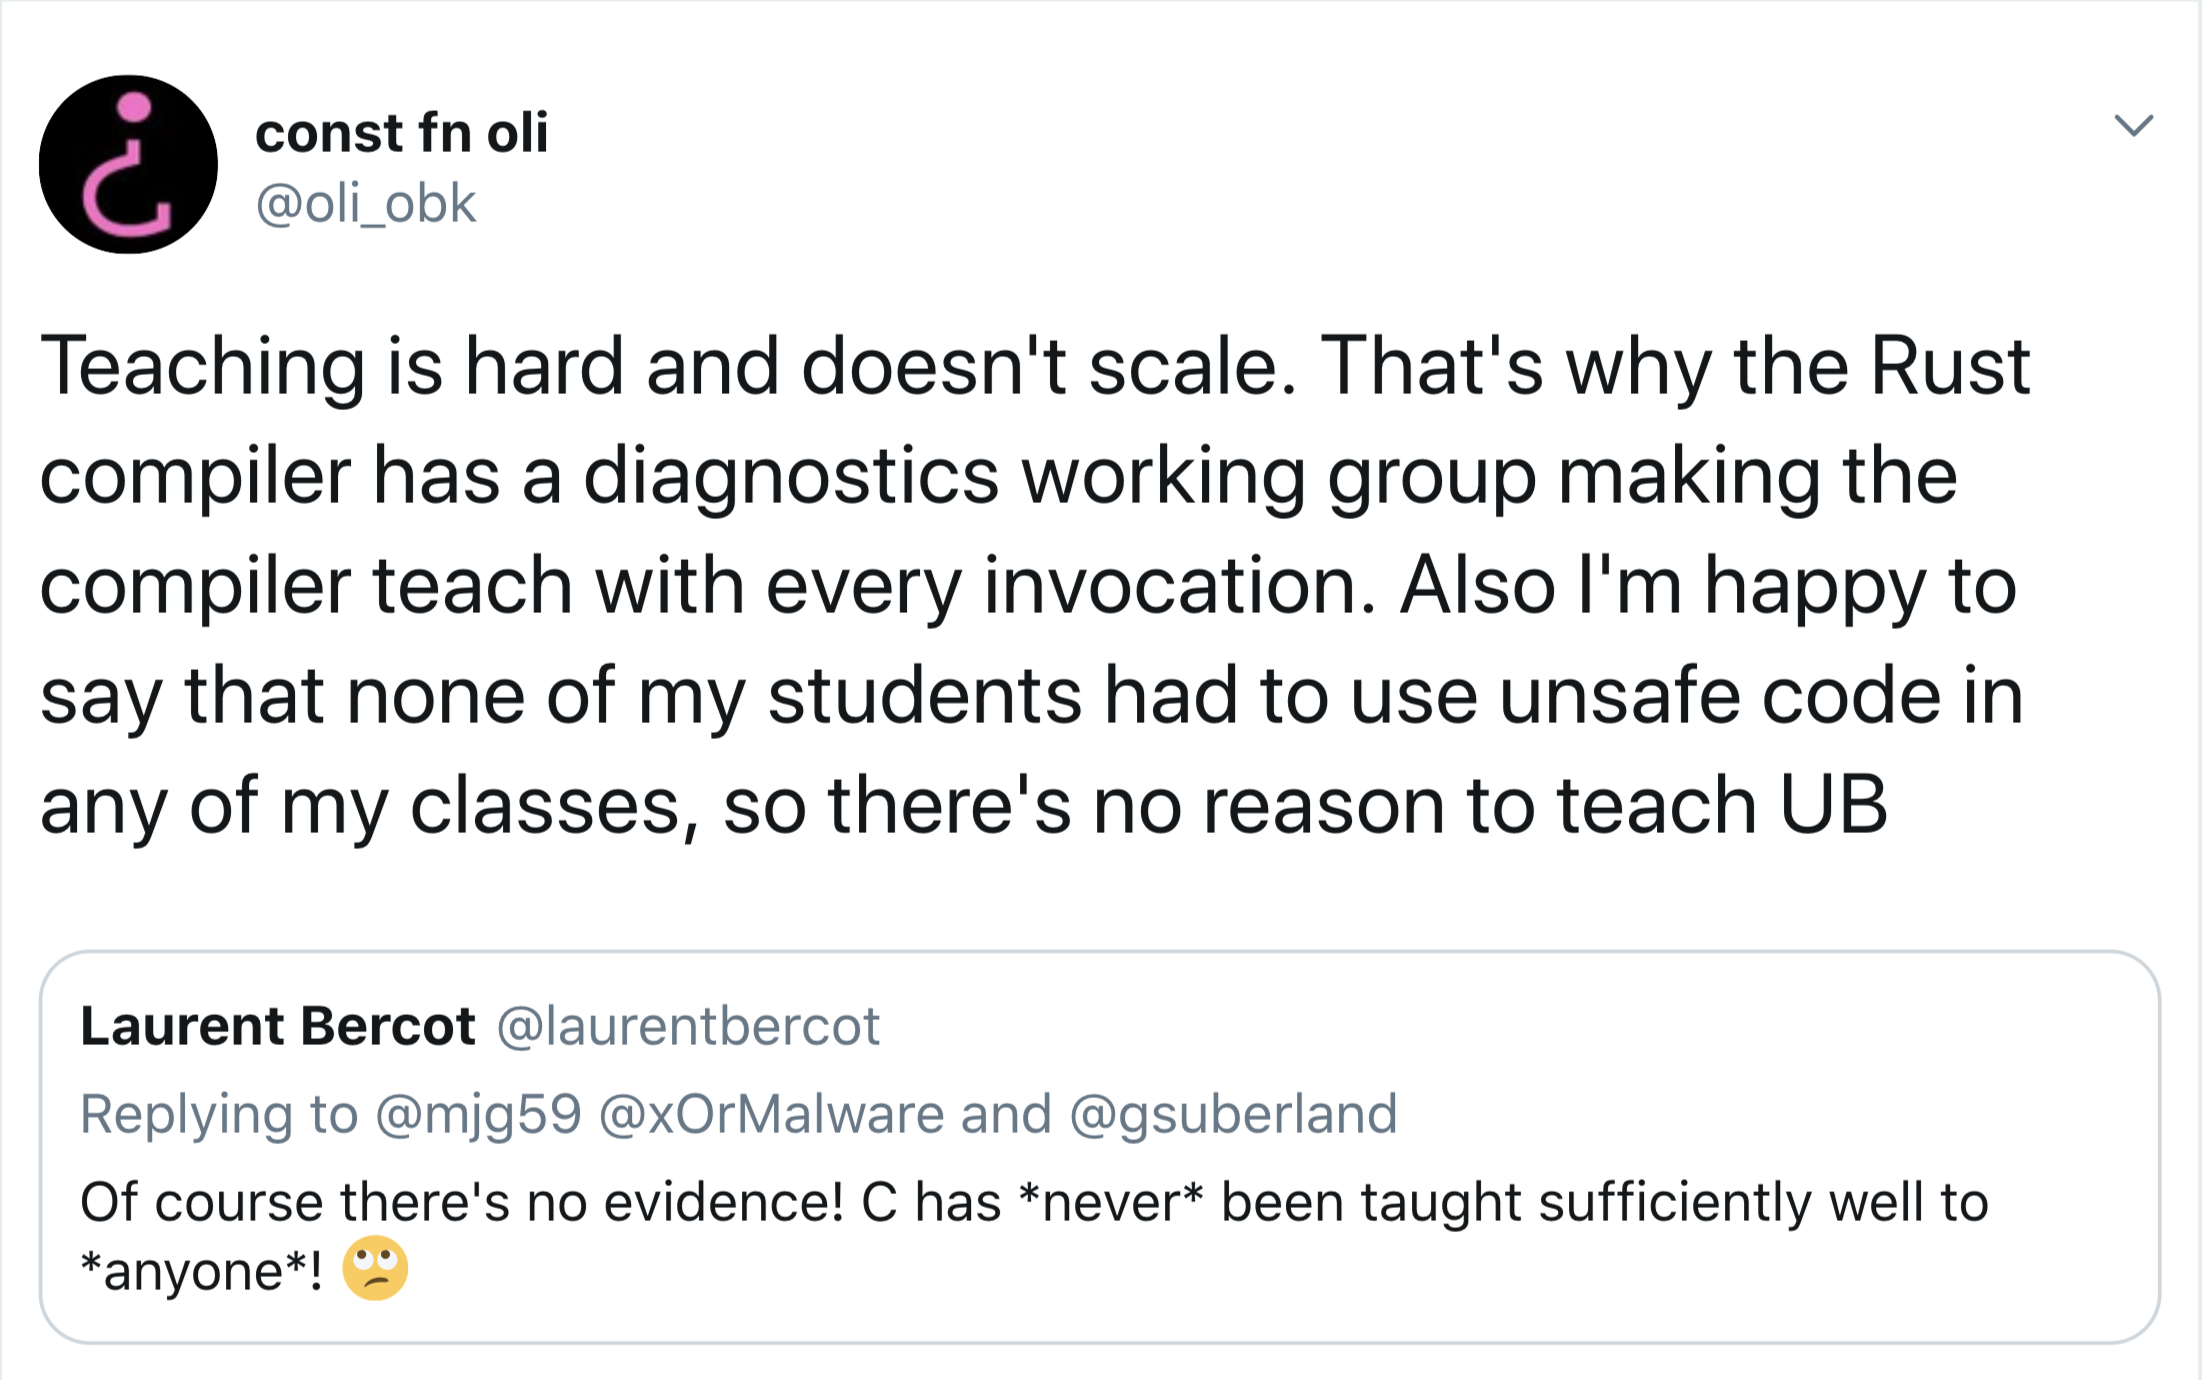 const fn oli
@oli_obk
Teaching is hard and doesn't scale. That's why the Rust
compiler has a diagnostics working group making the
compiler teach with every invocation. Also I'm happy to
say that none of my students had to use unsafe code in
any of my classes, so there's no reason to teach UB
Laurent Bercot @laurentbercot
Replying to @mjg59 @xOrMalware and @gsuberland
Of course there's no evidence! C has *never* been taught sufficiently well to
*anyone*! 🙄